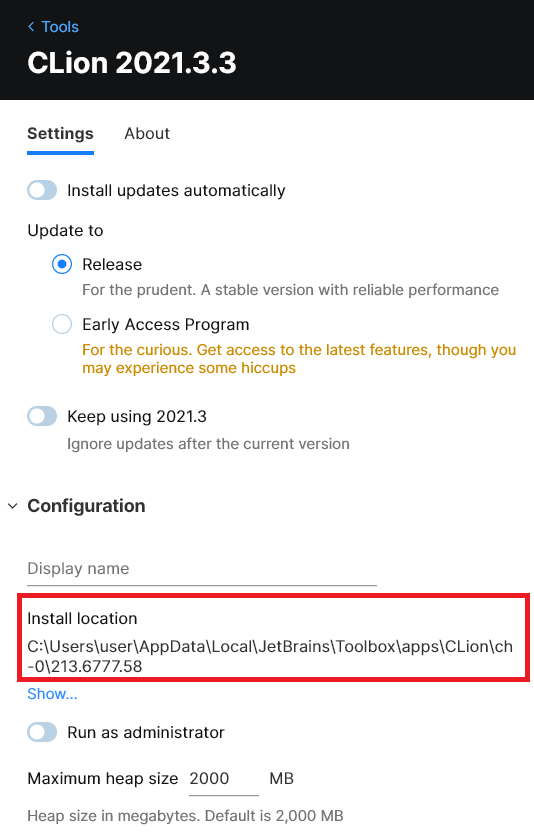 Tools
CLion 2021.3.3
Settings About
Install updates automatically
Update to
Release
For the prudent. A stable version with reliable performance
Early Access Program
For the curious. Get access to the latest features, though you
may experience some hiccups
Keep using 2021.3
Ignore updates after the current version
Configuration
Display name
Install location
C:\Users\user\AppData\Local\JetBrains\Toolbox\apps\CLion\ch
-0\213.6777.58
Show...
Run as administrator
Maximum heap size 2000 MB
Heap size in megabytes. Default is 2,000 MB